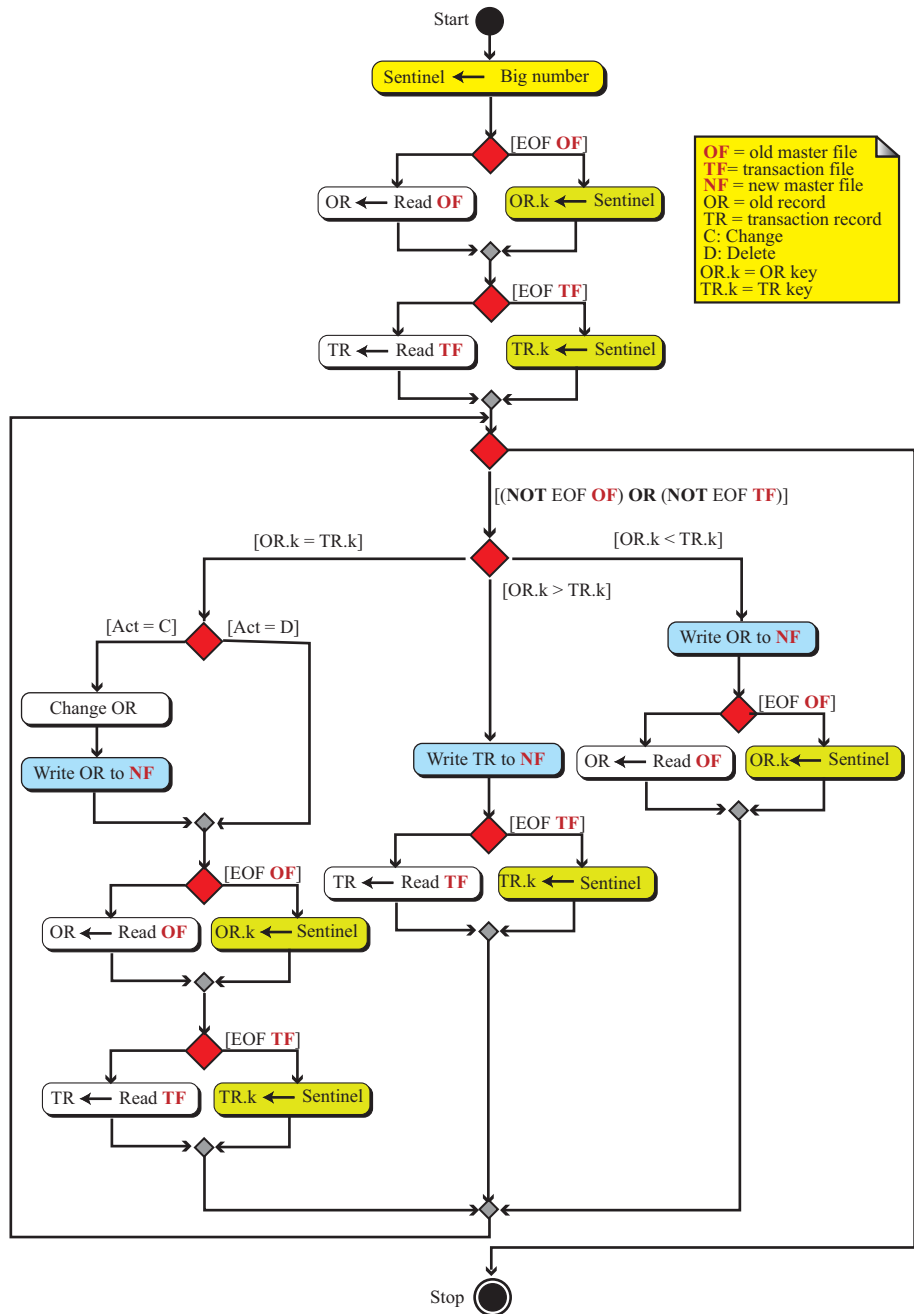 Start
Sentinel ← Big number
[EOF OF]
OR ← Read OF
OR.k ← Sentinel
OF = old master file
TF= transaction file
NF = new master file
OR = old record
TR = transaction record
C: Change
D: Delete
OR.k = OR key
TR.k = TR key
[EOF TF]
TR ← Read TF
TR.k ← Sentinel
[(NOT EOF OF) OR (NOT EOF TF)]
[OR.k = TR.k]
[OR.k < TR.k]
[OR.k > TR.k]
[Act = C]
[Act = D]
Write OR to NF
Change OR
[EOF OF]
Write OR to NF
Write TR to NF
OR ← Read OF
OR.k ← Sentinel
[EOF TF]
[EOF OF]
TR ← Read TF
TR.k ← Sentinel
OR ← Read OF
OR.k ← Sentinel
[EOF TF]
TR ← Read TF
TR.k ← Sentinel
Stop